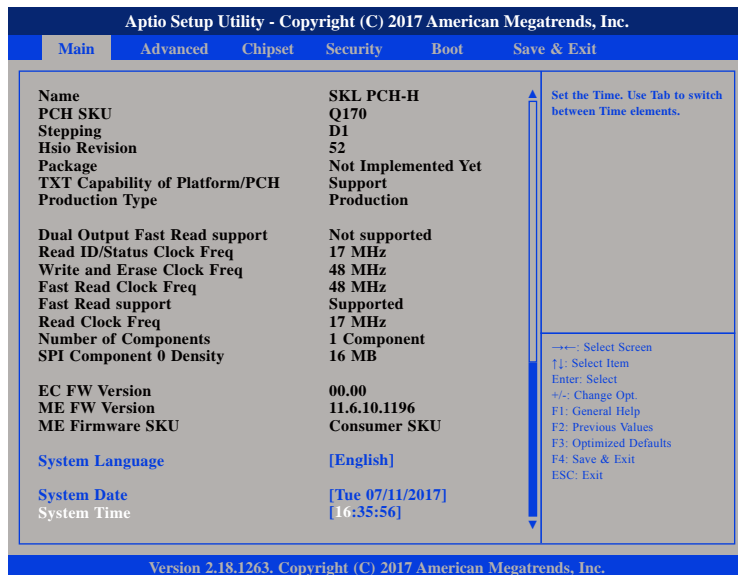 Aptio Setup Utility - Copyright (C) 2017 American Megatrends, Inc.
Main Advanced Chipset Security Boot Save & Exit
Name SKL PCH-H
PCH SKU Q170
Stepping D1
Hsio Revision 52
Package Not Implemented Yet
TXT Capability of Platform/PCH Support
Production Type Production
Dual Output Fast Read support Not supported
Read ID/Status Clock Freq 17 MHz
Write and Erase Clock Freq 48 MHz
Fast Read Clock Freq 48 MHz
Fast Read support Supported
Read Clock Freq 17 MHz
Number of Components 1 Component
SPI Component 0 Density 16 MB
EC FW Version 00.00
ME FW Version 11.6.10.1196
ME Firmware SKU Consumer SKU
System Language [English]
System Date [Tue 07/11/2017]
System Time [16:35:56]
Set the Time. Use Tab to switch
between Time elements.
→←: Select Screen
↑↓: Select Item
Enter: Select
+/-: Change Opt.
F1: General Help
F2: Previous Values
F3: Optimized Defaults
F4: Save & Exit
ESC: Exit
Version 2.18.1263. Copyright (C) 2017 American Megatrends, Inc.